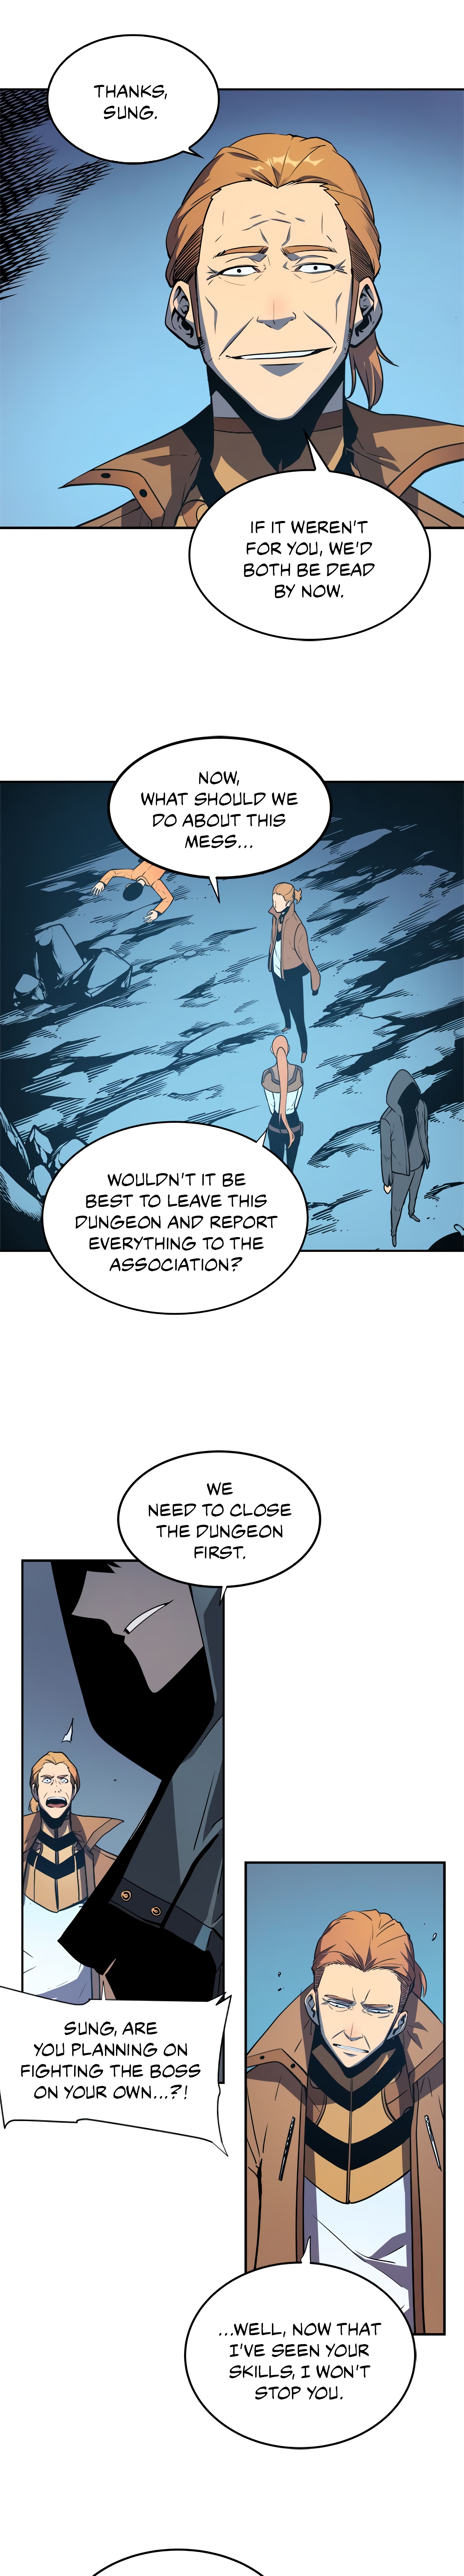 THANKS,
SUNG.
IF IT WEREN'T
FOR YOU, WE'D
BOTH BE DEAD
BY NOW.
NOW,
WHAT SHOULD WE
DO ABOUT THIS
MESS...
WOULDN'T IT BE
BEST TO LEAVE THIS
DUNGEON AND REPORT
EVERYTHING TO THE
ASSOCIATION?
WE
NEED TO CLOSE
THE DUNGEON
FIRST.
SUNG, ARE
YOU PLANNING ON
FIGHTING THE BOSS
ON YOUR OWN...?!
...WELL, NOW THAT
I'VE SEEN YOUR
SKILLS, I WON'T
STOP YOU.